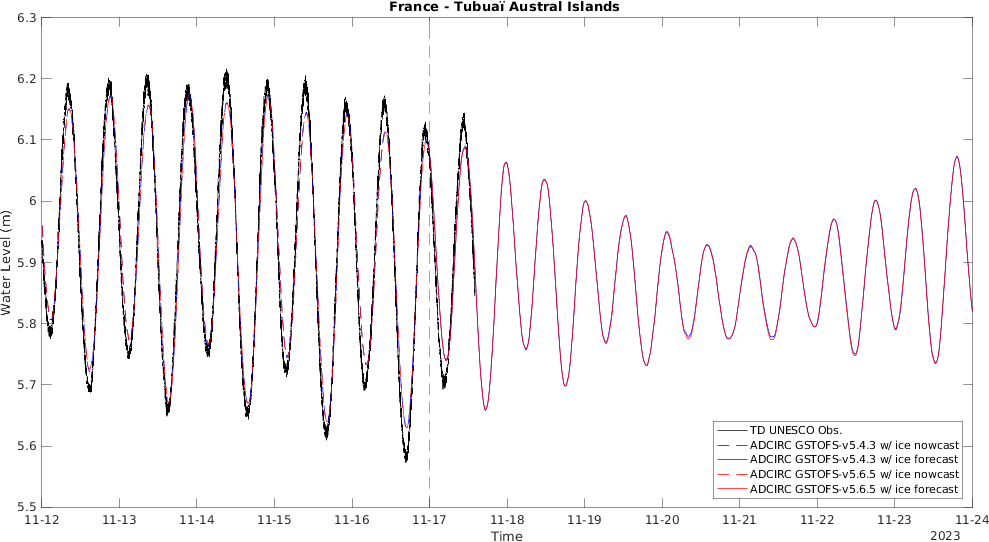 France - Tubuaï Austral Islands
6.3
6.2
6.1
6
5.9
5.8
5.7
5.6
5.5
Water Level (m)
TD UNESCO Obs.
ADCIRC GSTOFS-v5.4.3 w/ ice nowcast
ADCIRC GSTOFS-v5.4.3 w/ ice forecast
ADCIRC GSTOFS-v5.6.5 w/ ice nowcast
ADCIRC GSTOFS-v5.6.5 w/ ice forecast
11-12 11-13 11-14 11-15 11-16 11-17 11-18 11-19 11-20 11-21 11-22 11-23 11-24
Time
2023